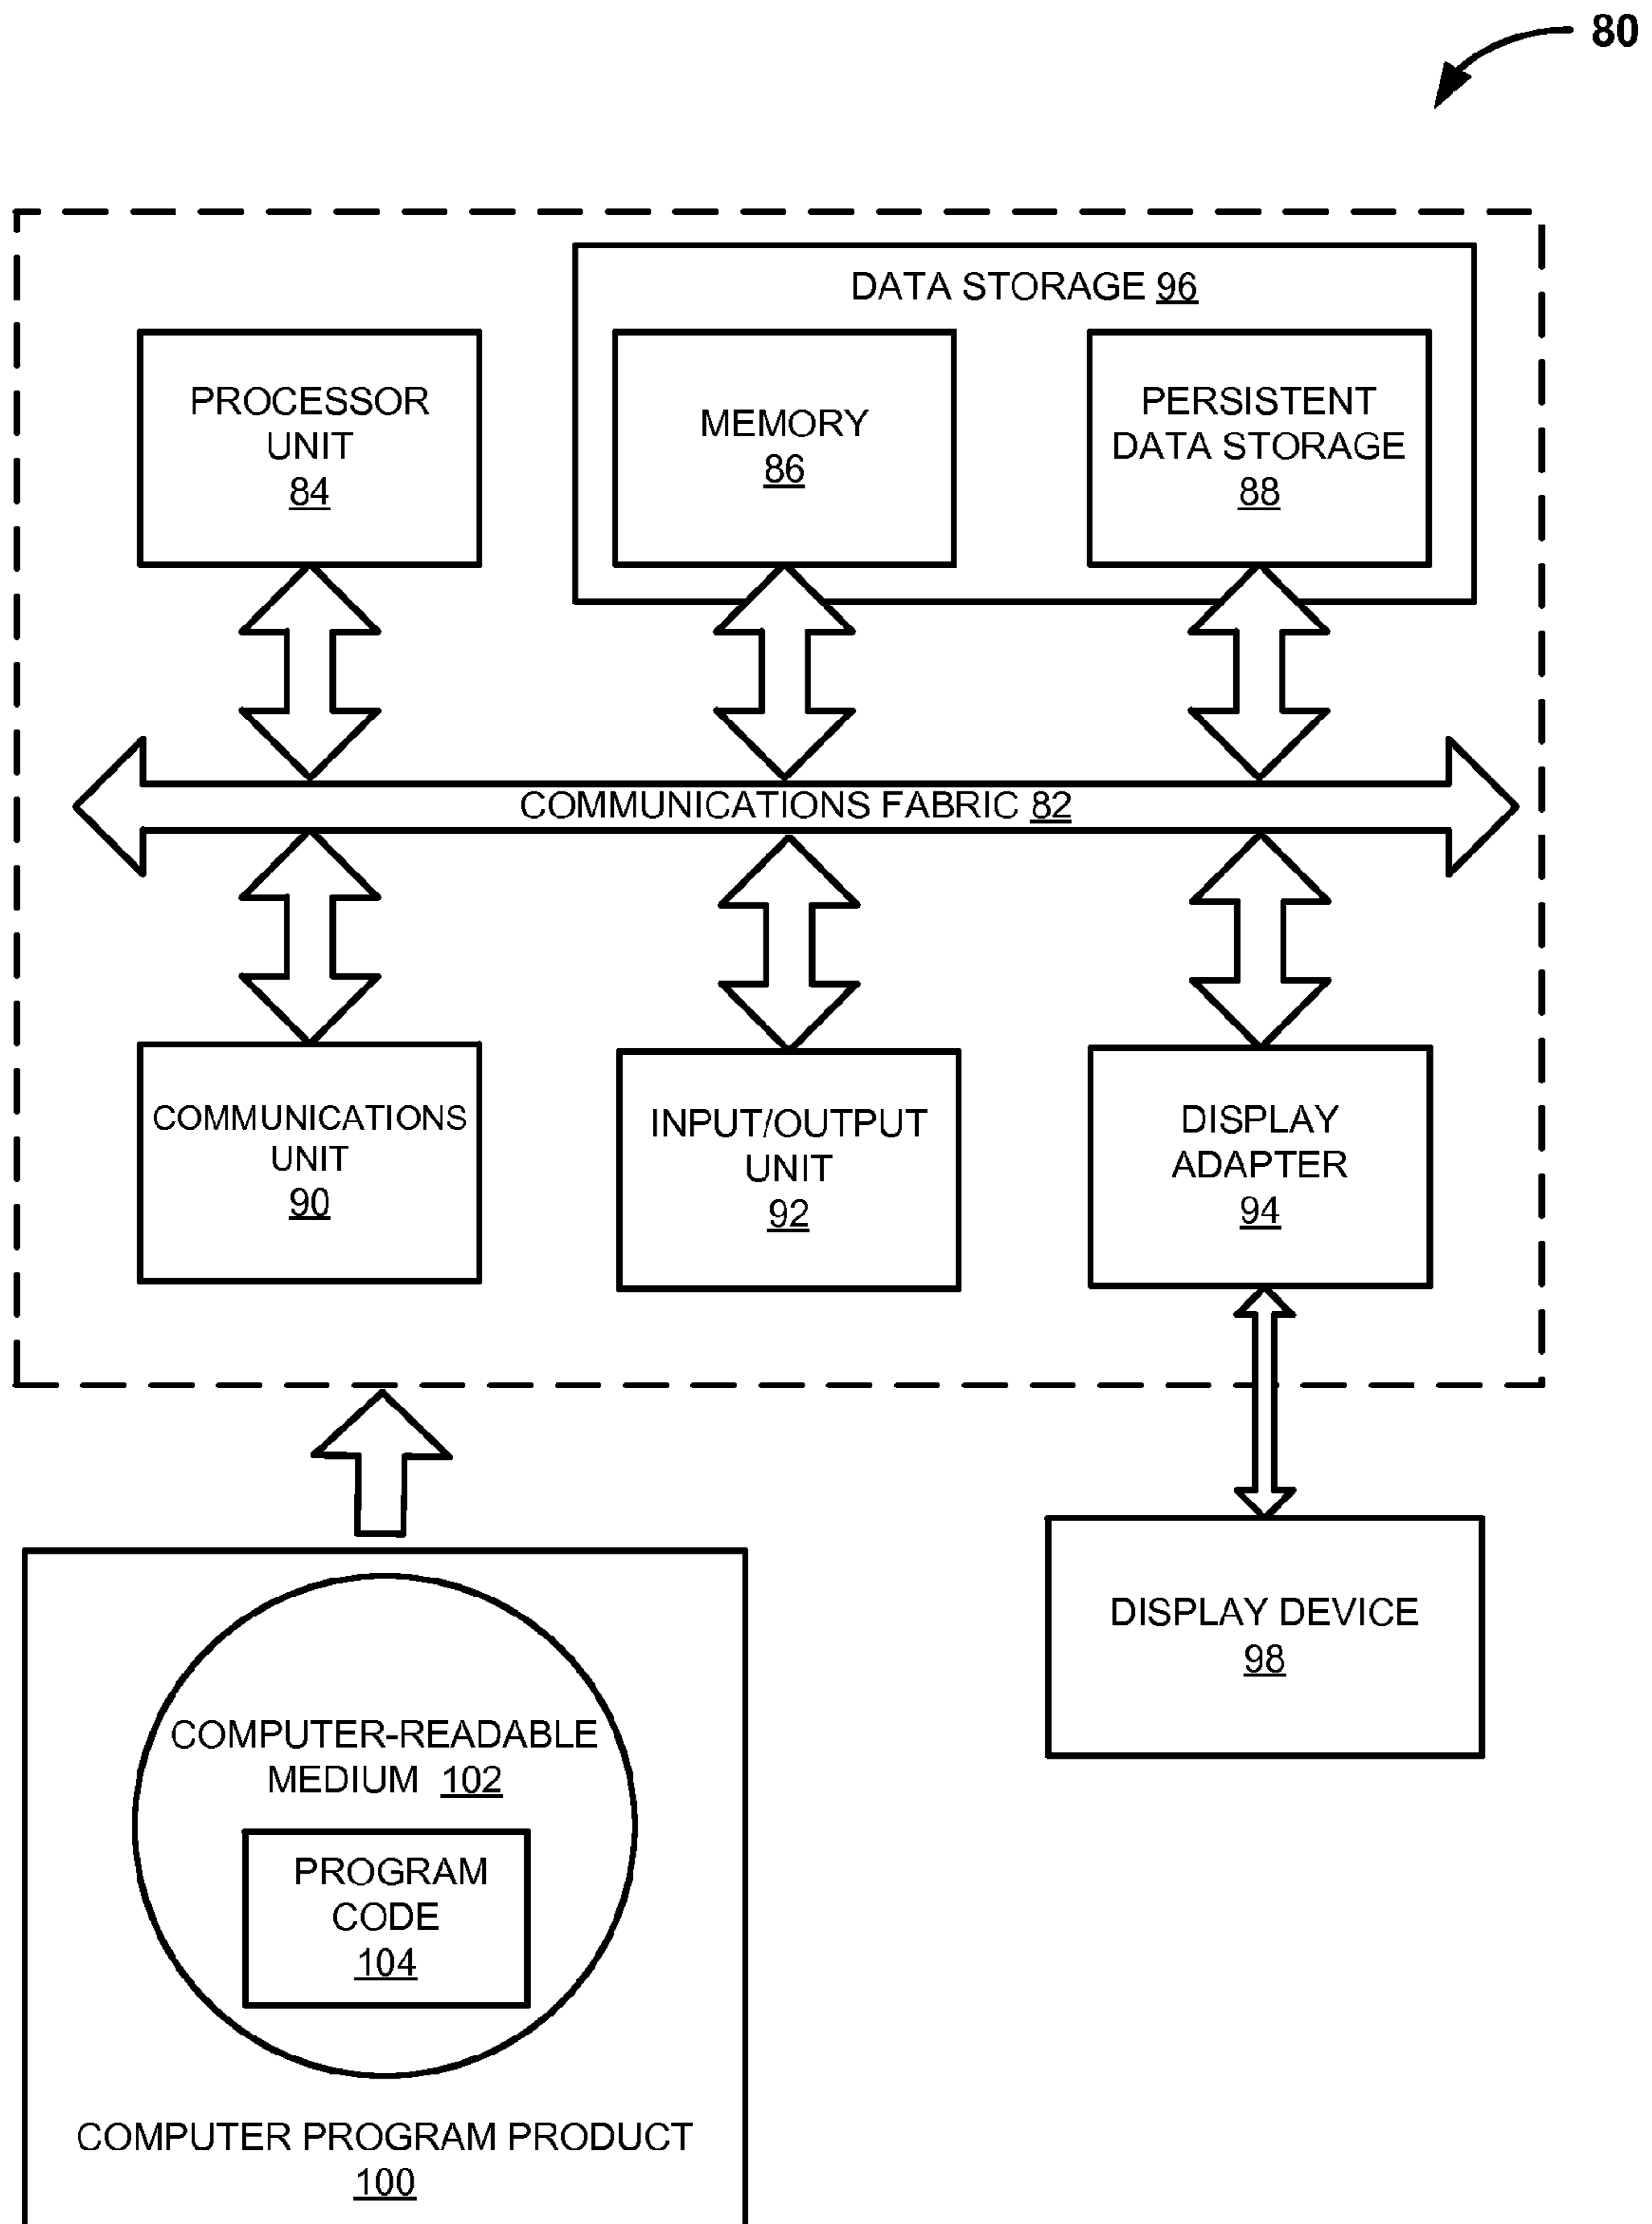 80
DATA STORAGE 96
PROCESSOR
UNIT
84
MEMORY
86
PERSISTENT
DATA STORAGE
88
COMMUNICATIONS FABRIC 82
COMMUNICATIONS
UNIT
90
INPUT/OUTPUT
UNIT
92
DISPLAY
ADAPTER
94
DISPLAY DEVICE
98
COMPUTER-READABLE
MEDIUM 102
PROGRAM
CODE
104
COMPUTER PROGRAM PRODUCT
100